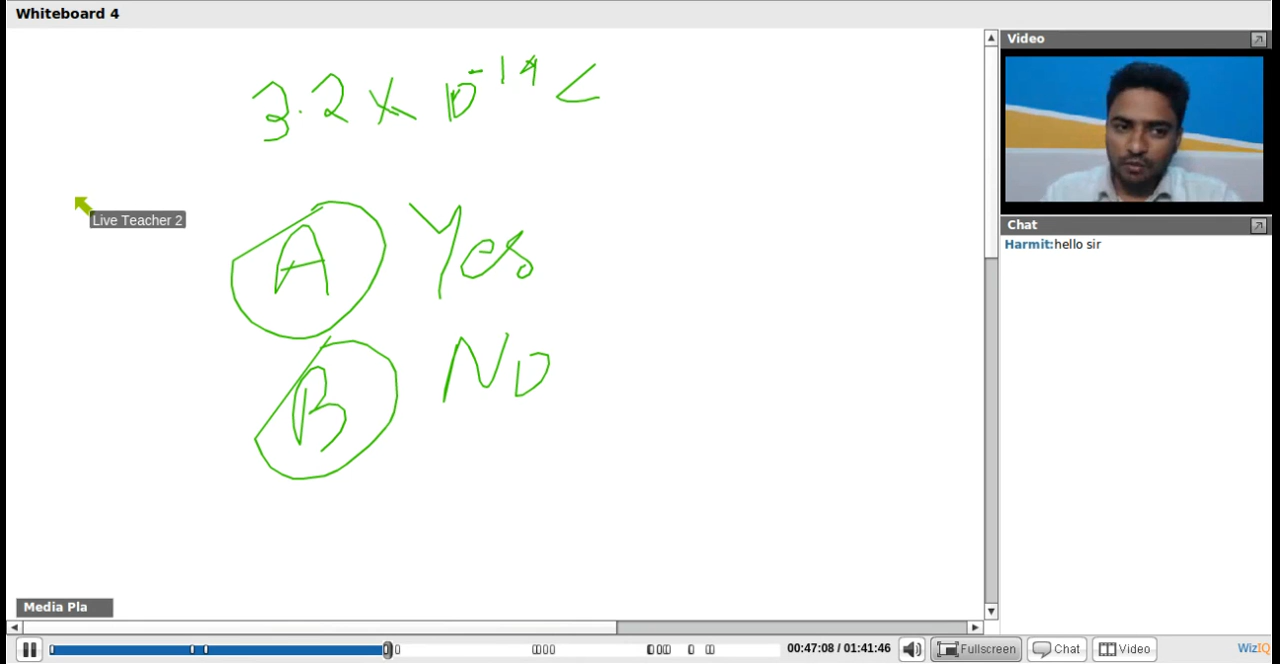 Whiteboard 4
Video
3.2 × 10⁻¹⁹ C
Live Teacher 2
Chat
Harmit:hello sir
A Yes
B No
Media Pla
00:47:08 / 01:41:46 Fullscreen Chat Video WizIQ